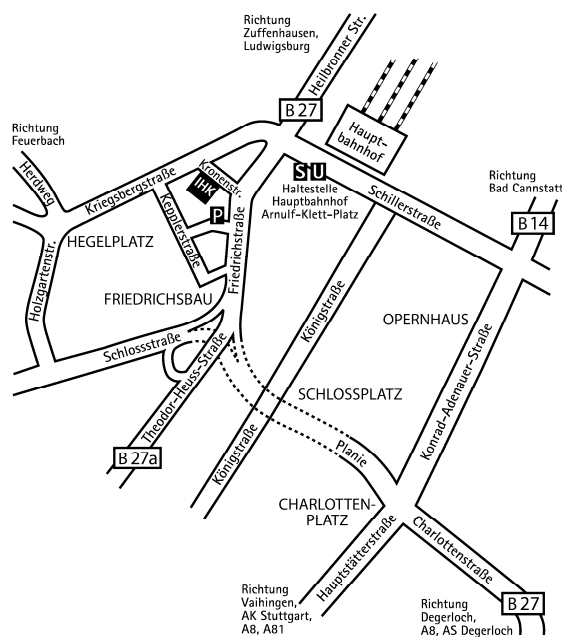 Richtung
Zuffenhausen,
Ludwigsburg
Heilbronner Str.
B 27
Haupt-
bahnhof
Richtung
Feuerbach
Herdweg
Kriegsbergstraße
Kronenstr.
IHK
P
S U
Haltestelle
Hauptbahnhof
Arnulf-Klett-Platz
Schillerstraße
Richtung
Bad Cannstatt
B 14
HEGELPLATZ
Kepplerstraße
Friedrichstraße
Holzgartenstr.
FRIEDRICHSBAU
Königstraße
OPERNHAUS
Schlossstraße
Theodor-Heuss-Straße
SCHLOSSPLATZ
Konrad-Adenauer-Straße
B 27a
Königstraße
Planie
CHARLOTTEN-
PLATZ
Hauptstätterstraße
Charlottenstraße
Richtung
Vaihingen,
AK Stuttgart,
A8, A81
B 27
Richtung
Degerloch,
A8, AS Degerloch